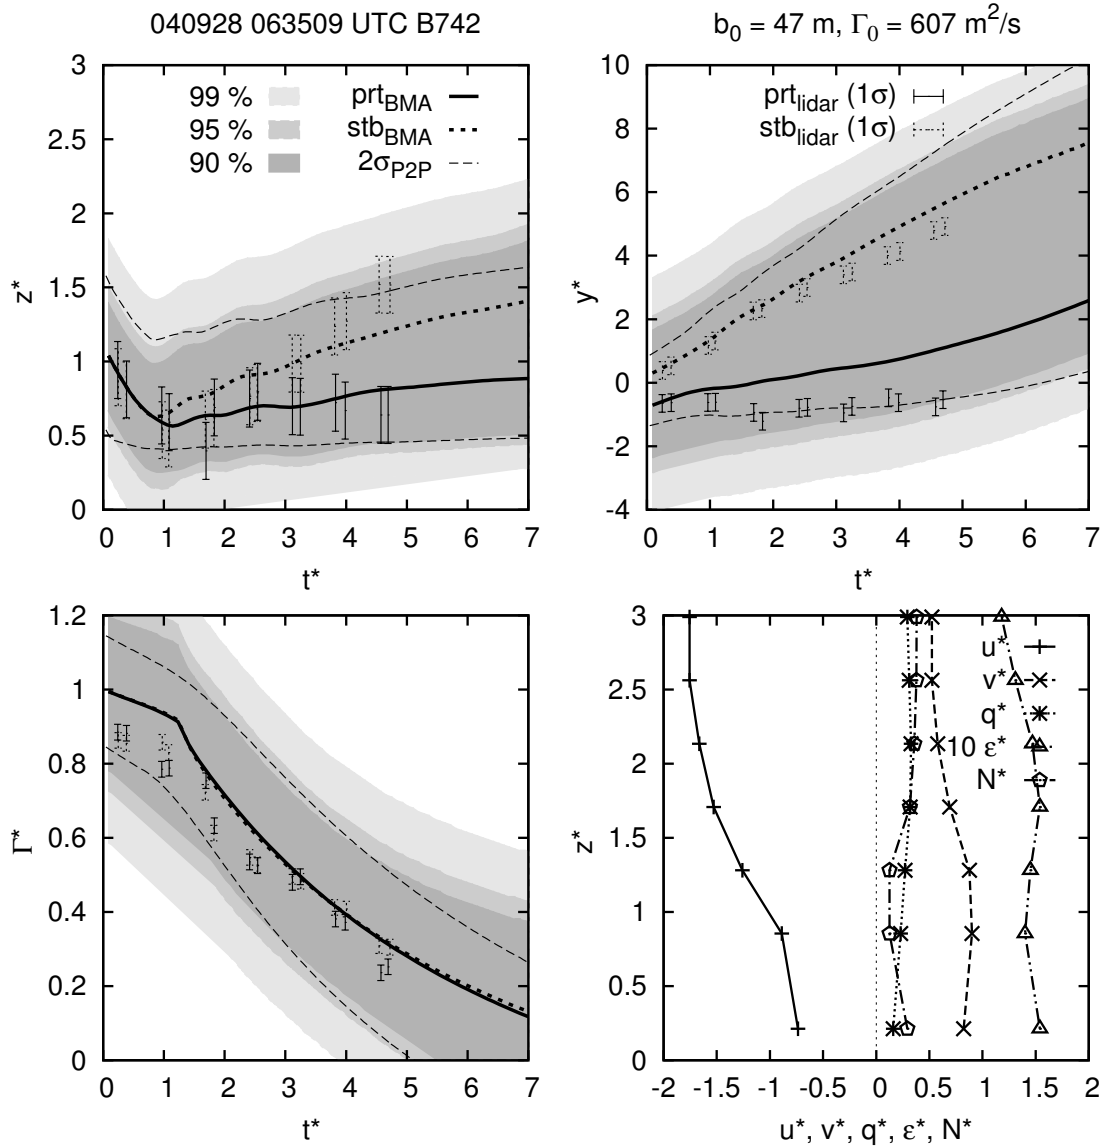 040928 063509 UTC B742
b₀ = 47 m, Γ₀ = 607 m²/s
3
2.5
2
1.5
1
0.5
0
z*
99 %
95 %
90 %
prt_BMA
stb_BMA
2σ_P2P
0 1 2 3 4 5 6 7
t*
10
8
6
4
2
0
-2
-4
y*
prt_lidar (1σ)
stb_lidar (1σ)
0 1 2 3 4 5 6 7
t*
1.2
1
0.8
0.6
0.4
0.2
0
Γ*
0 1 2 3 4 5 6 7
t*
3
2.5
2
1.5
1
0.5
0
z*
u*
v*
q*
10 ε*
N*
-2 -1.5 -1 -0.5 0 0.5 1 1.5 2
u*, v*, q*, ε*, N*